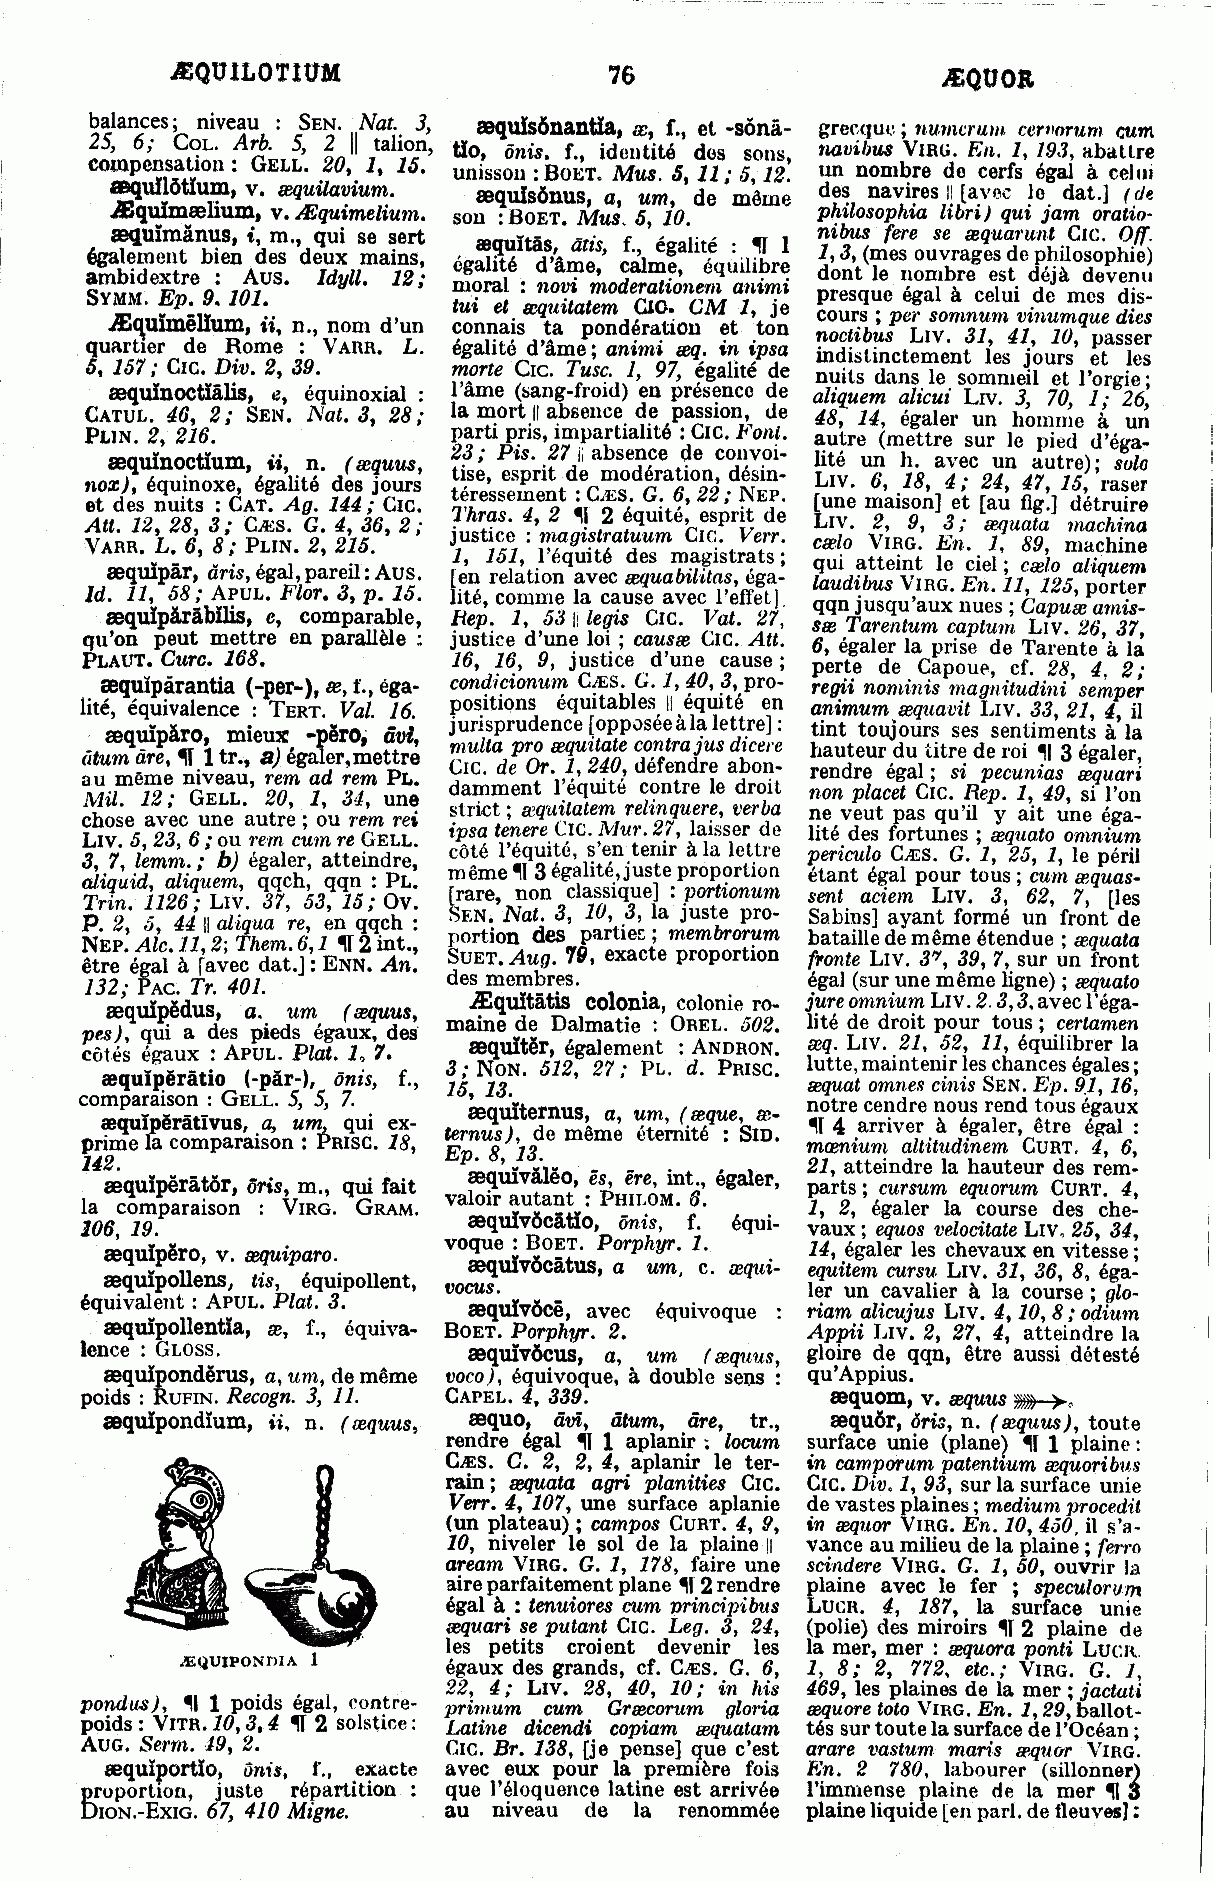 ÆQUILOTIUM
76
ÆQUOR
balances; niveau : SEN. Nat. 3,
25, 6; COL. Arb. 5, 2 || talion,
compensation : GELL. 20, 1, 15.
æquĭlōtĭum, v. æquilavium.
Æquĭmælium, v. Æquimelium.
æquĭmănus, i, m., qui se sert
également bien des deux mains,
ambidextre : AUS. Idyll. 12;
SYMM. Ep. 9, 101.
Æquĭmēlĭum, ii, n., nom d'un
quartier de Rome : VARR. L.
5, 157; CIC. Div. 2, 39.
æquĭnoctĭālis, e, équinoxial :
CATUL. 46, 2; SEN. Nat. 3, 28;
PLIN. 2, 216.
æquĭnoctĭum, ii, n. (æquus,
nox), équinoxe, égalité des jours
et des nuits : CAT. Ag. 144; CIC.
Att. 12, 28, 3; CÆS. G. 4, 36, 2;
VARR. L. 6, 8; PLIN. 2, 215.
æquĭpār, ăris, égal, pareil : AUS.
Id. 11, 58; APUL. Flor. 3, p. 15.
æquĭpărābĭlis, e, comparable,
qu'on peut mettre en parallèle :
PLAUT. Curc. 168.
æquĭpărantia (-per-), æ, f., éga-
lité, équivalence : TERT. Val. 16.
æquĭpăro, mieux -pĕro, āvi,
ātum āre, ¶ 1 tr., a) égaler, mettre
au même niveau, rem ad rem PL.
Mil. 12; GELL. 20, 1, 34, une
chose avec une autre ; ou rem rei
LIV. 5, 23, 6; ou rem cum re GELL.
3, 7, lemm.; b) égaler, atteindre,
aliquid, aliquem, qqch, qqn : PL.
Trin. 1126; LIV. 37, 53, 15; OV.
P. 2, 5, 44 || aliqua re, en qqch :
NEP. Alc. 11, 2; Them. 6, 1 ¶ 2 int.,
être égal à [avec dat.] : ENN. An.
132; PAC. Tr. 401.
æquĭpĕdus, a. um (æquus,
pes), qui a des pieds égaux, des
côtés égaux : APUL. Plat. 1, 7.
æquĭpĕrātio (-păr-), ōnis, f.,
comparaison : GELL. 5, 5, 7.
æquĭpĕrātīvus, a, um, qui ex-
prime la comparaison : PRISC. 18,
142.
æquĭpĕrātŏr, ōris, m., qui fait
la comparaison : VIRG. GRAM.
106, 19.
æquĭpĕro, v. æquiparo.
æquĭpollens, tis, équipollent,
équivalent : APUL. Plat. 3.
æquĭpollentĭa, æ, f., équiva-
lence : GLOSS.
æquĭpondĕrus, a, um, de même
poids : RUFIN. Recogn. 3, 11.
æquĭpondĭum, ii, n. (æquus,
ÆQUIPONDIA 1
pondus), ¶ 1 poids égal, contre-
poids : VITR. 10, 3, 4 ¶ 2 solstice :
AUG. Serm. 49, 2.
æquĭportĭo, ōnis, f., exacte
proportion, juste répartition :
DION.-EXIG. 67, 410 Migne.
æquĭsŏnantĭa, æ, f., et -sŏnā-
tĭo, ōnis. f., identité des sons,
unisson : BOET. Mus. 5, 11; 5, 12.
æquĭsŏnus, a, um, de même
son : BOET. Mus. 5, 10.
æquĭtās, ātis, f., égalité : ¶ 1
égalité d'âme, calme, équilibre
moral : novi moderationem animi
tui et æquitatem CIC. CM 1, je
connais ta pondération et ton
égalité d'âme; animi æq. in ipsa
morte CIC. Tusc. 1, 97, égalité de
l'âme (sang-froid) en présence de
la mort || absence de passion, de
parti pris, impartialité : CIC. Font.
23; Pis. 27 || absence de convoi-
tise, esprit de modération, désin-
téressement : CÆS. G. 6, 22; NEP.
Thras. 4, 2 ¶ 2 équité, esprit de
justice : magistratuum CIC. Verr.
1, 151, l'équité des magistrats;
[en relation avec æquabilitas, éga-
lité, comme la cause avec l'effet].
Rep. 1, 53 || legis CIC. Vat. 27,
justice d'une loi ; causæ CIC. Att.
16, 16, 9, justice d'une cause;
condicionum CÆS. G. 1, 40, 3, pro-
positions équitables || équité en
jurisprudence [opposée à la lettre] :
multa pro æquitate contra jus dicere
CIC. de Or. 1, 240, défendre abon-
damment l'équité contre le droit
strict; æquitatem relinquere, verba
ipsa tenere CIC. Mur. 27, laisser de
côté l'équité, s'en tenir à la lettre
même ¶ 3 égalité, juste proportion
[rare, non classique] : portionum
SEN. Nat. 3, 10, 3, la juste pro-
portion des parties; membrorum
SUET. Aug. 79, exacte proportion
des membres.
Æquĭtātis colonia, colonie ro-
maine de Dalmatie : OREL. 502.
æquĭtĕr, également : ANDRON.
3; NON. 512, 27; PL. d. PRISC.
15, 13.
æquĭternus, a, um, (æque, æ-
ternus), de même éternité : SID.
Ep. 8, 13.
æquĭvălĕo, ēs, ēre, int., égaler,
valoir autant : PHILOM. 6.
æquĭvŏcātĭo, ōnis, f. équi-
voque : BOET. Porphyr. 1.
æquĭvŏcātus, a um, c. æqui-
vocus.
æquĭvŏcē, avec équivoque :
BOET. Porphyr. 2.
æquĭvŏcus, a, um (æquus,
voco), équivoque, à double sens :
CAPEL. 4, 339.
æquo, āvī, ātum, āre, tr.,
rendre égal ¶ 1 aplanir : locum
CÆS. C. 2, 2, 4, aplanir le ter-
rain; æquata agri planities CIC.
Verr. 4, 107, une surface aplanie
(un plateau); campos CURT. 4, 9,
10, niveler le sol de la plaine ||
aream VIRG. G. 1, 178, faire une
aire parfaitement plane ¶ 2 rendre
égal à : tenuiores cum principibus
æquari se putant CIC. Leg. 3, 24,
les petits croient devenir les
égaux des grands, cf. CÆS. G. 6,
22, 4; LIV. 28, 40, 10; in his
primum cum Græcorum gloria
Latine dicendi copiam æquatam
CIC. Br. 138, [je pense] que c'est
avec eux pour la première fois
que l'éloquence latine est arrivée
au niveau de la renommée
grecque; numerum cervorum cum
navibus VIRG. En. 1, 193, abattre
un nombre de cerfs égal à celui
des navires || [avec le dat.] (de
philosophia libri) qui jam oratio-
nibus fere se æquarunt CIC. Off.
1, 3, (mes ouvrages de philosophie)
dont le nombre est déjà devenu
presque égal à celui de mes dis-
cours ; per somnum vinumque dies
noctibus LIV. 31, 41, 10, passer
indistinctement les jours et les
nuits dans le sommeil et l'orgie;
aliquem alicui LIV. 3, 70, 1; 26,
48, 14, égaler un homme à un
autre (mettre sur le pied d'éga-
lité un h. avec un autre); solo
LIV. 6, 18, 4; 24, 47, 15, raser
[une maison] et [au fig.] détruire
LIV. 2, 9, 3; æquata machina
cælo VIRG. En. 1, 89, machine
qui atteint le ciel; cælo aliquem
laudibus VIRG. En. 11, 125, porter
qqn jusqu'aux nues; Capuæ amis-
sæ Tarentum captum LIV. 26, 37,
6, égaler la prise de Tarente à la
perte de Capoue, cf. 28, 4, 2;
regii nominis magnitudini semper
animum æquavit LIV. 33, 21, 4, il
tint toujours ses sentiments à la
hauteur du titre de roi ¶ 3 égaler,
rendre égal; si pecunias æquari
non placet CIC. Rep. 1, 49, si l'on
ne veut pas qu'il y ait une éga-
lité des fortunes ; æquato omnium
periculo CÆS. G. 1, 25, 1, le péril
étant égal pour tous; cum æquas-
sent aciem LIV. 3, 62, 7, [les
Sabins] ayant formé un front de
bataille de même étendue; æquata
fronte LIV. 37, 39, 7, sur un front
égal (sur une même ligne); æquato
jure omnium LIV. 2. 3, 3, avec l'éga-
lité de droit pour tous; certamen
æq. LIV. 21, 52, 11, équilibrer la
lutte, maintenir les chances égales;
æquat omnes cinis SEN. Ep. 91, 16,
notre cendre nous rend tous égaux
¶ 4 arriver à égaler, être égal :
mœnium altitudinem CURT. 4, 6,
21, atteindre la hauteur des rem-
parts; cursum equorum CURT. 4,
1, 2, égaler la course des che-
vaux; equos velocitate LIV. 25, 34,
14, égaler les chevaux en vitesse;
equitem cursu LIV. 31, 36, 8, éga-
ler un cavalier à la course; glo-
riam alicujus LIV. 4, 10, 8; odium
Appii LIV. 2, 27, 4, atteindre la
gloire de qqn, être aussi détesté
qu'Appius.
æquom, v. æquus
æquŏr, ŏris, n. (æquus), toute
surface unie (plane) ¶ 1 plaine :
in camporum patentium æquoribus
CIC. Div. 1, 93, sur la surface unie
de vastes plaines; medium procedit
in æquor VIRG. En. 10, 450, il s'a-
vance au milieu de la plaine; ferro
scindere VIRG. G. 1, 50, ouvrir la
plaine avec le fer ; speculorum
LUCR. 4, 187, la surface unie
(polie) des miroirs ¶ 2 plaine de
la mer, mer : æquora ponti LUCR.
1, 8; 2, 772, etc.; VIRG. G. 1,
469, les plaines de la mer; jactati
æquore toto VIRG. En. 1, 29, ballot-
tés sur toute la surface de l'Océan;
arare vastum maris æquor VIRG.
En. 2 780, labourer (sillonner)
l'immense plaine de la mer ¶ 3
plaine liquide [en parl. de fleuves] :